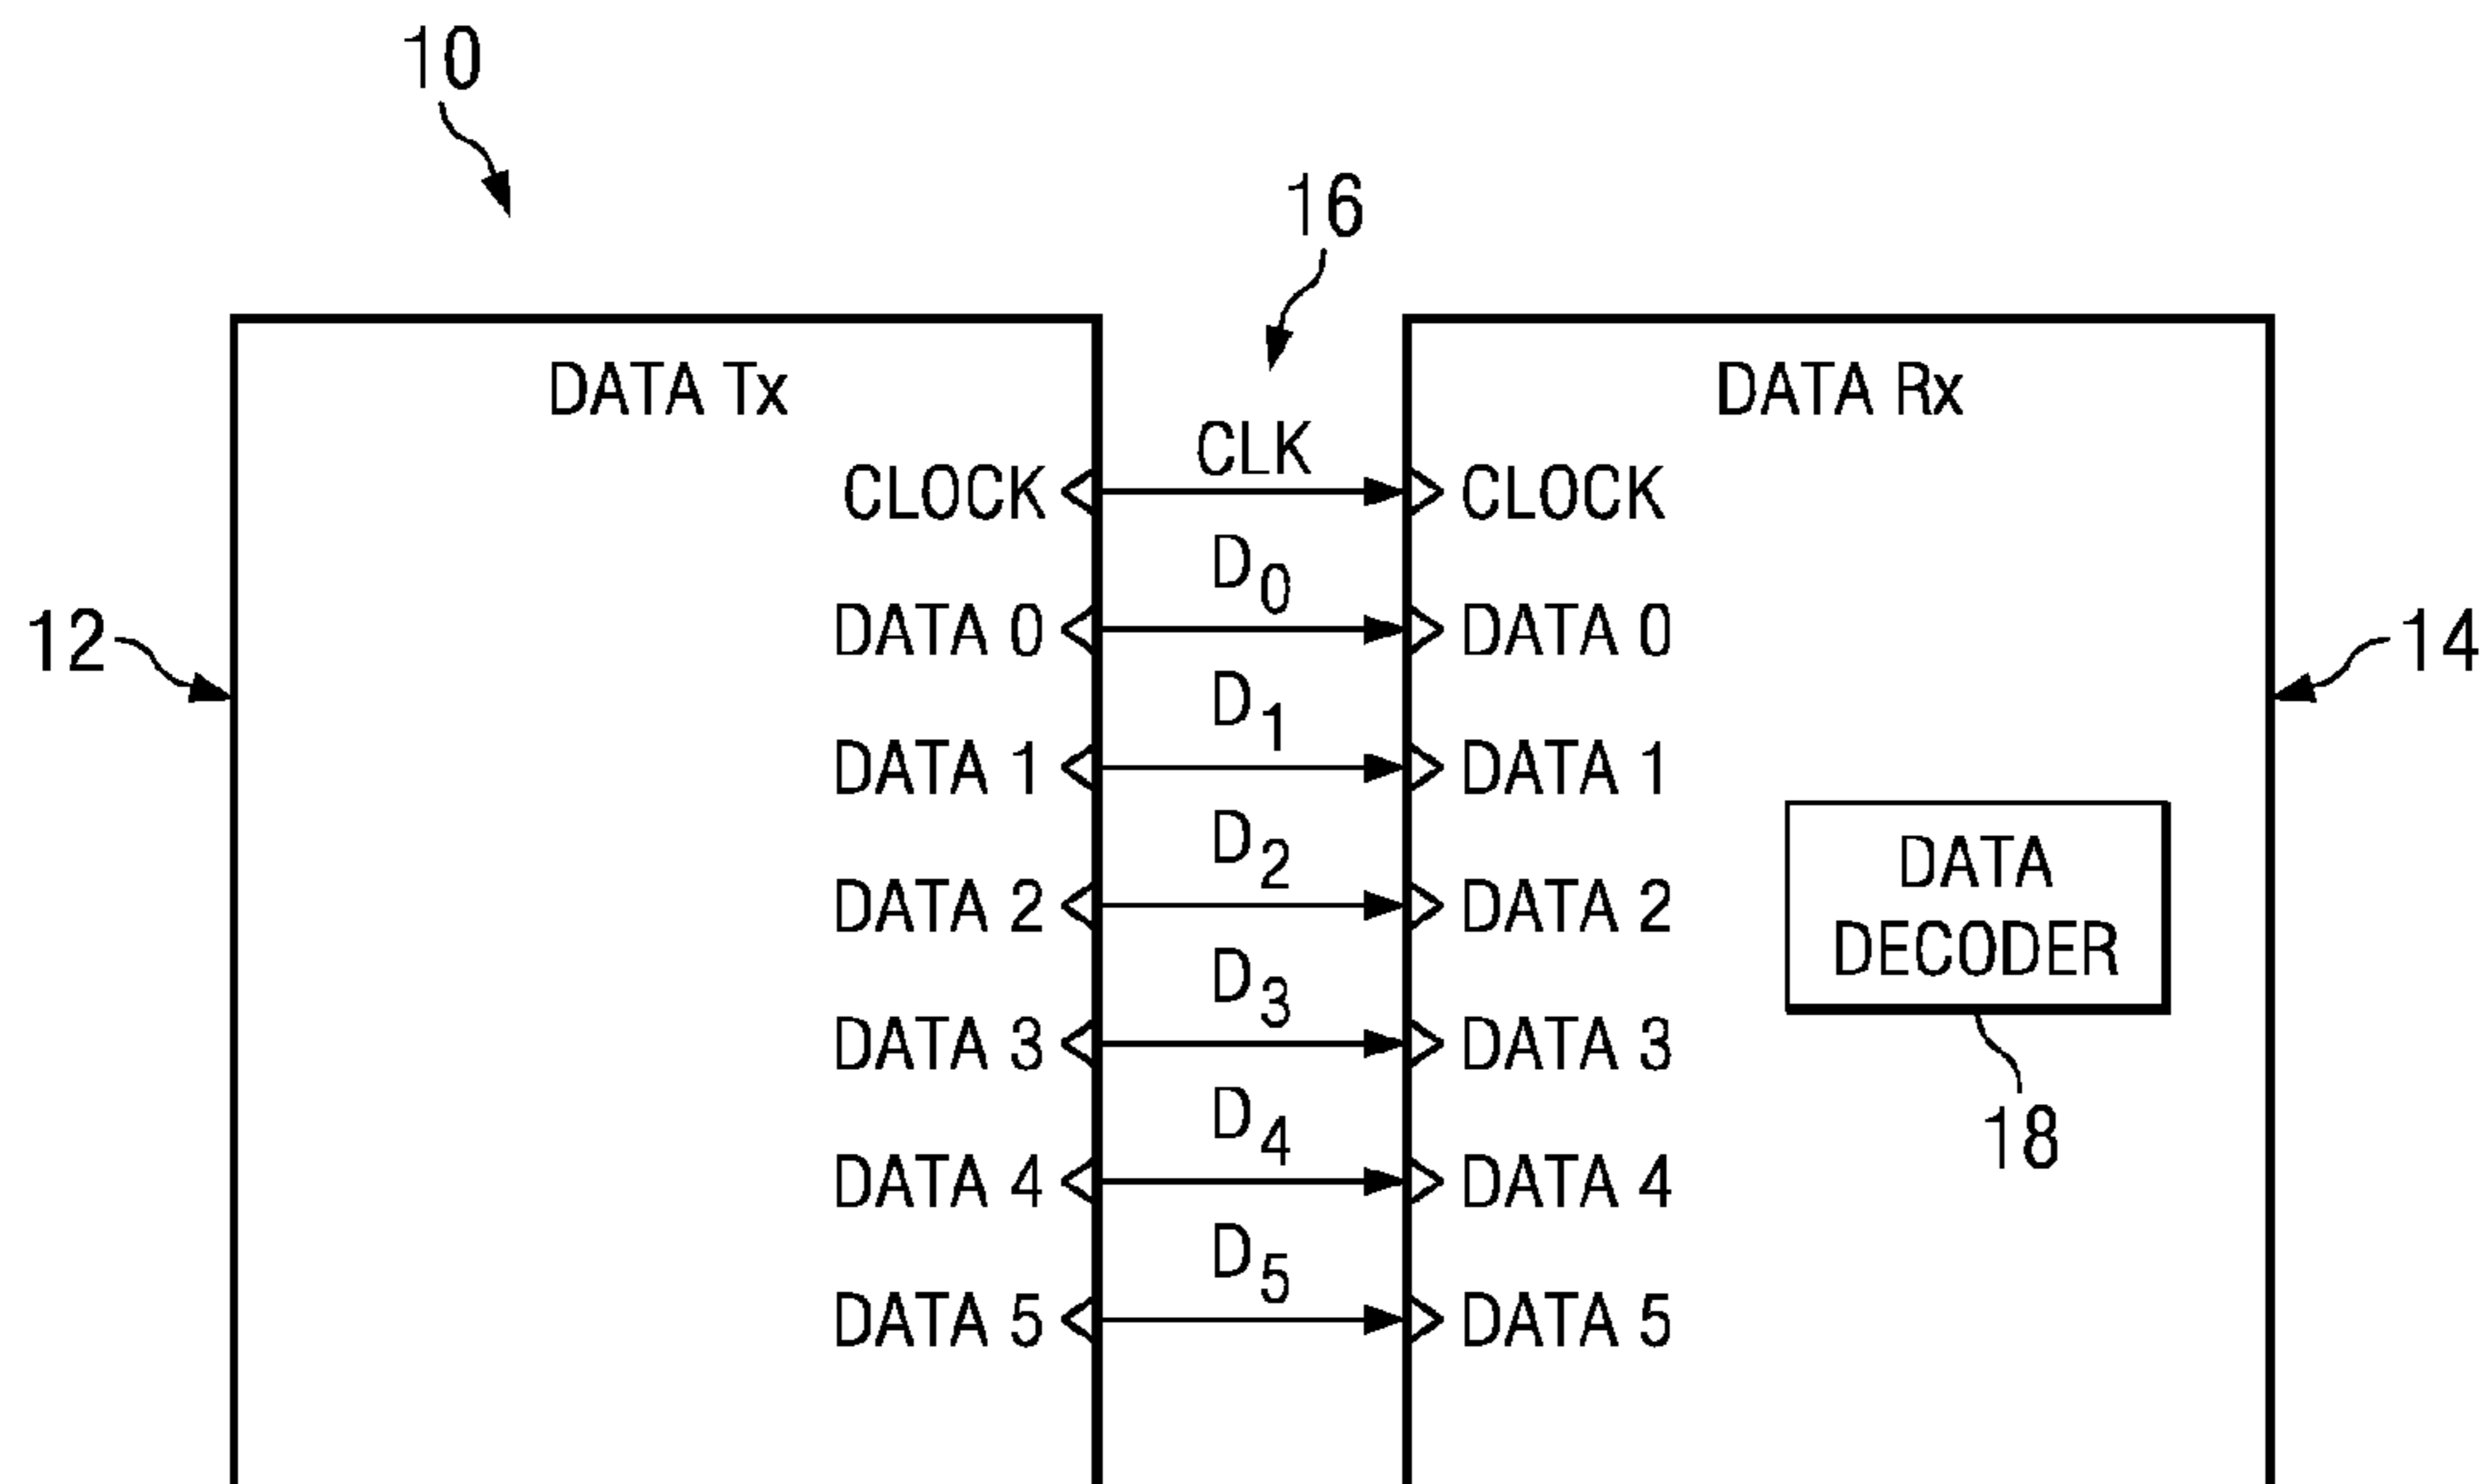 10
16
DATA Tx
DATA Rx
CLK
CLOCK
CLOCK
D0
12
DATA 0
DATA 0
14
D1
DATA 1
DATA 1
D2
DATA 2
DATA 2
DATA
DECODER
D3
DATA 3
DATA 3
18
D4
DATA 4
DATA 4
D5
DATA 5
DATA 5